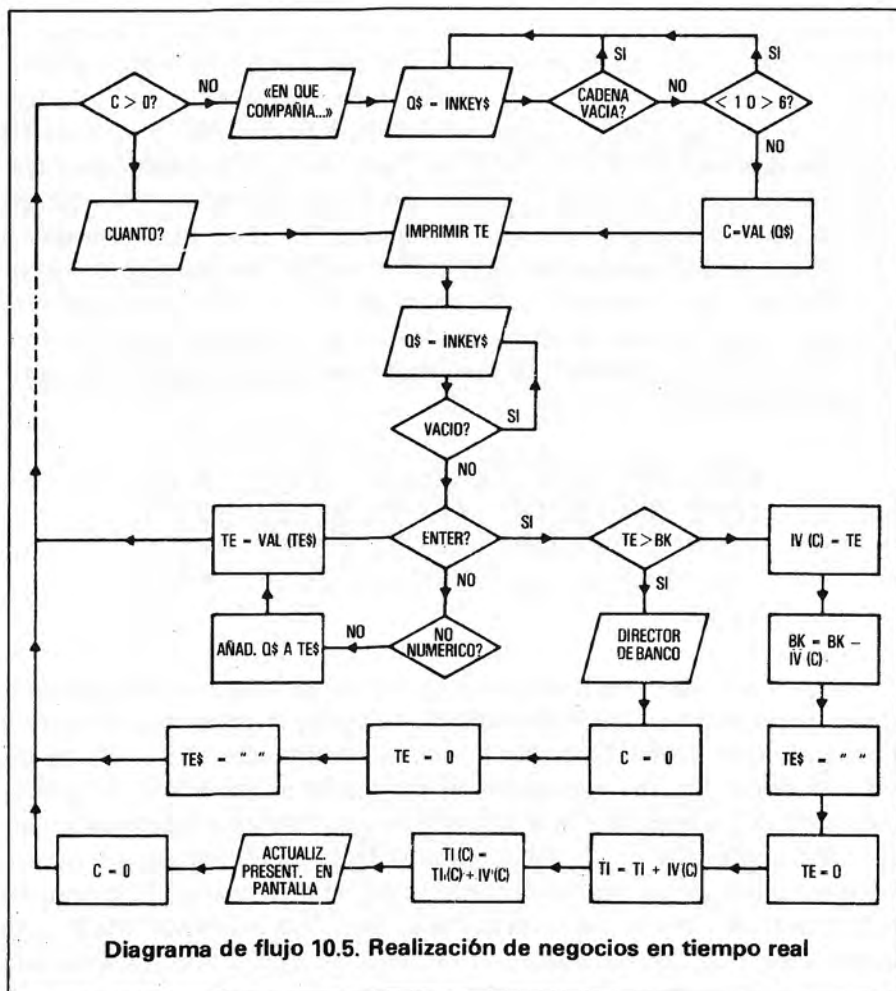 C > 0?
NO
«EN QUE
COMPAÑIA...»
Q$ = INKEY$
SI
CADENA
VACIA?
NO
SI
< 1 O > 6?
NO
CUANTO?
IMPRIMIR TE
C=VAL (Q$)
Q$ = INKEY$
VACIO?
SI
NO
TE = VAL (TE$)
ENTER?
SI
TE > BK
IV (C) = TE
NO
SI
AÑAD. Q$ A TE$
NO
NO
NUMERICO?
DIRECTOR
DE BANCO
BK = BK –
IV (C)
TE$ = " "
TE = 0
C = 0
TE$ = " "
C = 0
ACTUALIZ.
PRESENT. EN
PANTALLA
TI (C) =
TI (C) + IV (C)
TI = TI + IV (C)
TE = 0
Diagrama de flujo 10.5. Realización de negocios en tiempo real